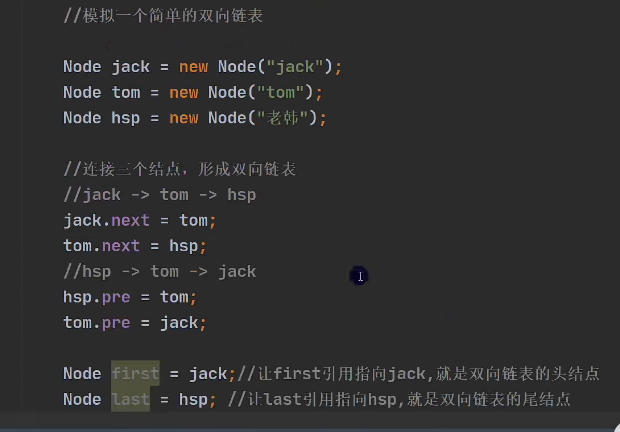 //模拟一个简单的双向链表
Node jack = new Node("jack");
Node tom = new Node("tom");
Node hsp = new Node("老韩");
//连接三个结点，形成双向链表
//jack -> tom -> hsp
jack.next = tom;
tom.next = hsp;
//hsp -> tom -> jack
hsp.pre = tom;
tom.pre = jack;
Node first = jack;//让first引用指向jack,就是双向链表的头结点
Node last = hsp; //让last引用指向hsp,就是双向链表的尾结点